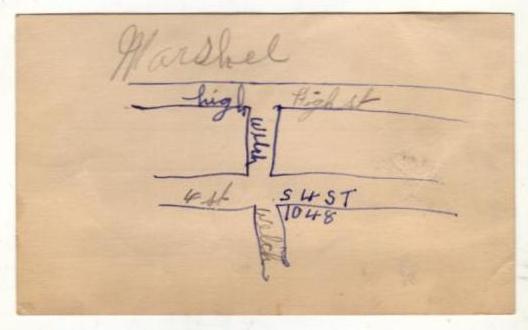 Marshel
high High st
Welch
4 st S 4 ST
1048
Welch